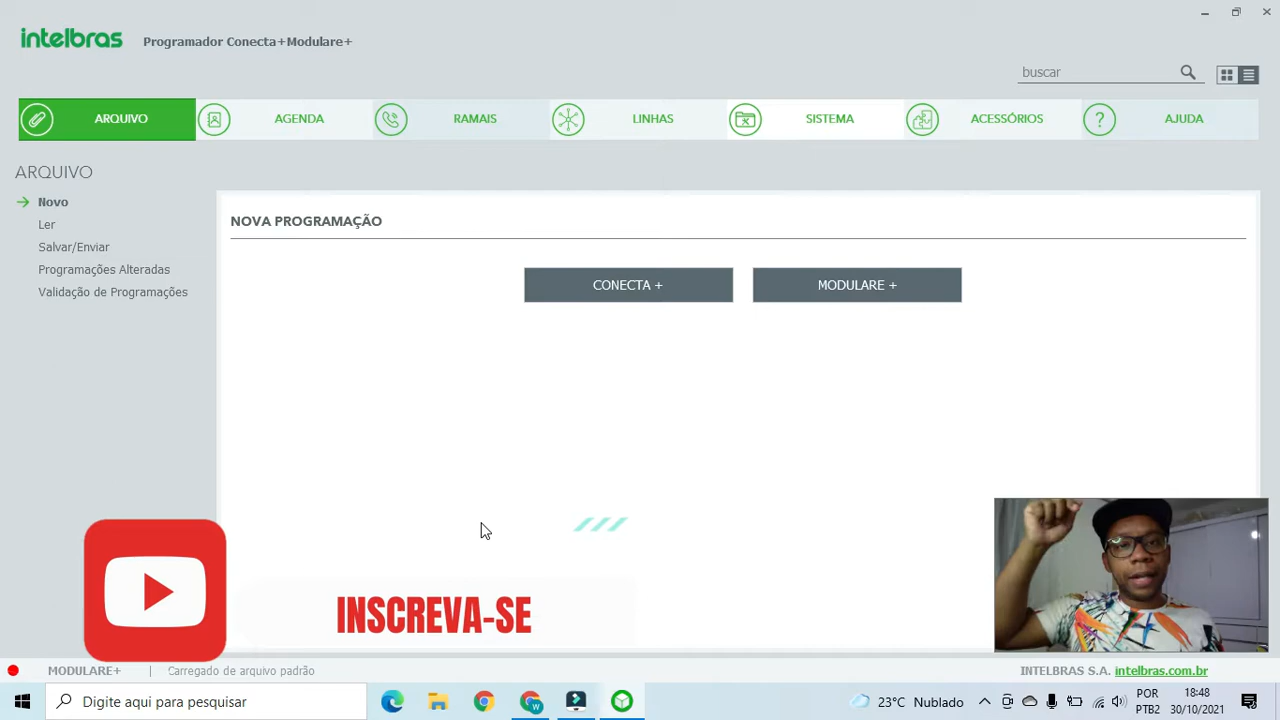 intelbras
Programador Conecta+Modulare+
buscar
ARQUIVO
AGENDA
RAMAIS
LINHAS
SISTEMA
ACESSÓRIOS
?
AJUDA
ARQUIVO
Novo
Ler
Salvar/Enviar
Programações Alteradas
Validação de Programações
NOVA PROGRAMAÇÃO
CONECTA +
MODULARE +
INSCREVA-SE
MODULARE+ | Carregado de arquivo padrão
INTELBRAS S.A. intelbras.com.br
Digite aqui para pesquisar
W
23°C Nublado
POR
PTB2
18:48
30/10/2021